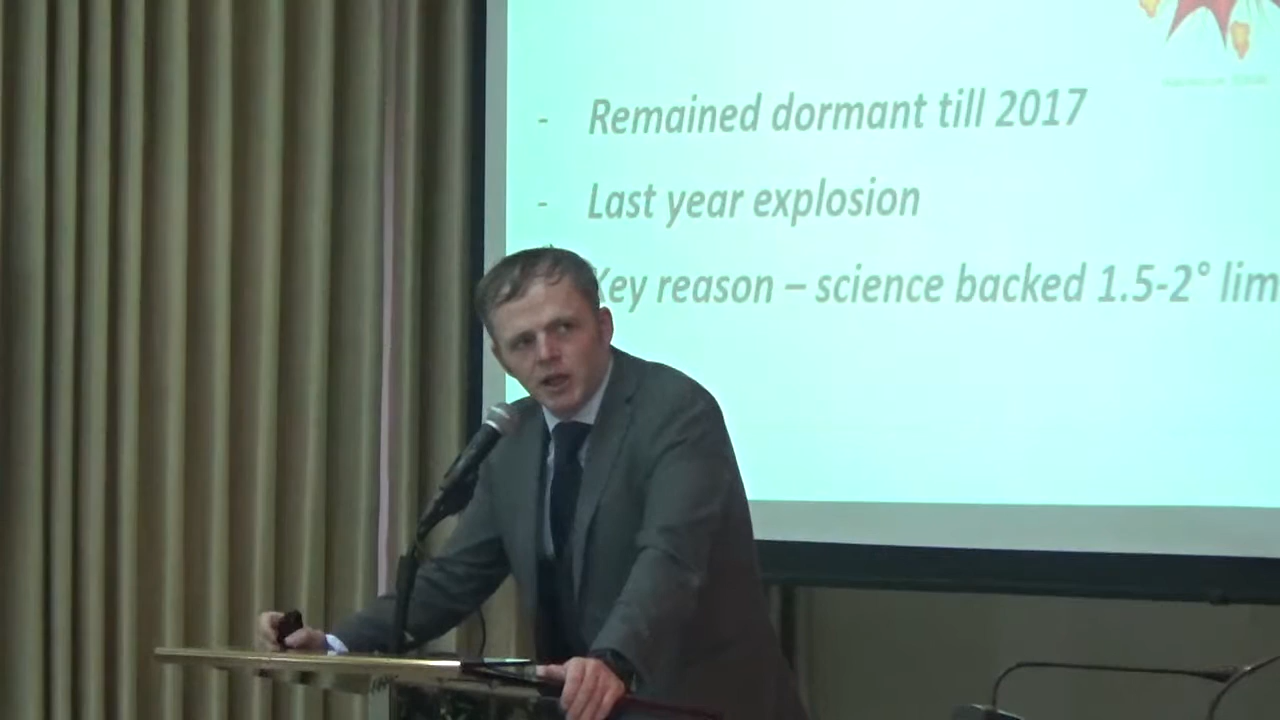 - Remained dormant till 2017
- Last year explosion
Key reason – science backed 1.5-2° lim